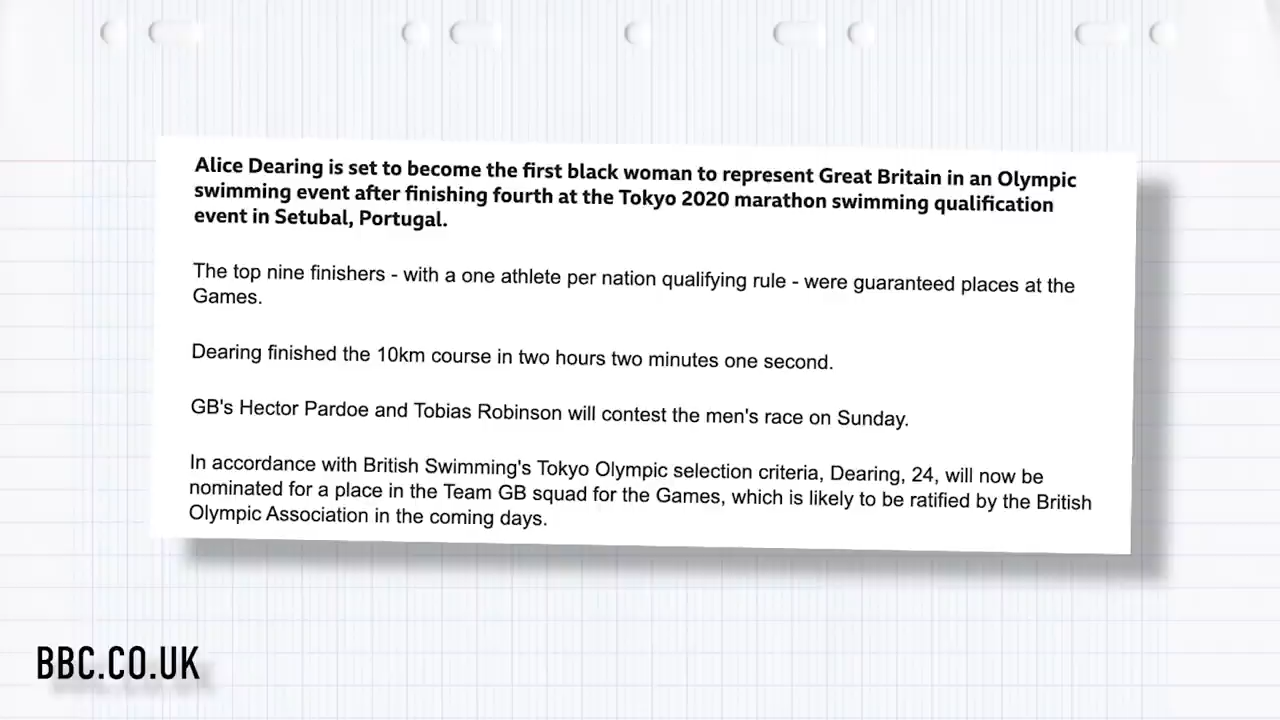 Alice Dearing is set to become the first black woman to represent Great Britain in an Olympic
swimming event after finishing fourth at the Tokyo 2020 marathon swimming qualification
event in Setubal, Portugal.
The top nine finishers - with a one athlete per nation qualifying rule - were guaranteed places at the
Games.
Dearing finished the 10km course in two hours two minutes one second.
GB's Hector Pardoe and Tobias Robinson will contest the men's race on Sunday.
In accordance with British Swimming's Tokyo Olympic selection criteria, Dearing, 24, will now be
nominated for a place in the Team GB squad for the Games, which is likely to be ratified by the British
Olympic Association in the coming days.
BBC.CO.UK